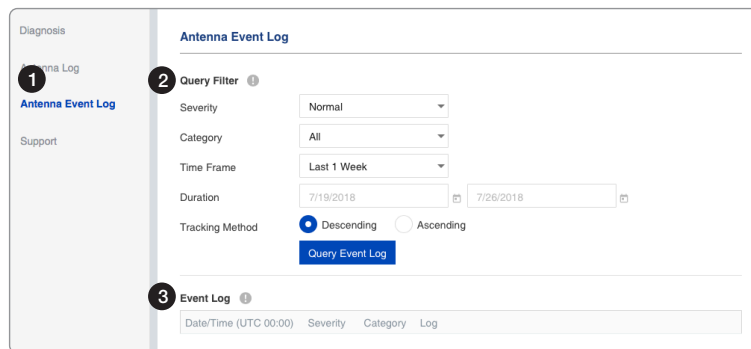 Diagnosis
Antenna Log
Antenna Event Log
Support
1
Antenna Event Log
2 Query Filter
Severity Normal
Category All
Time Frame Last 1 Week
Duration 7/19/2018 7/26/2018
Tracking Method Descending Ascending
Query Event Log
3 Event Log
Date/Time (UTC 00:00) Severity Category Log